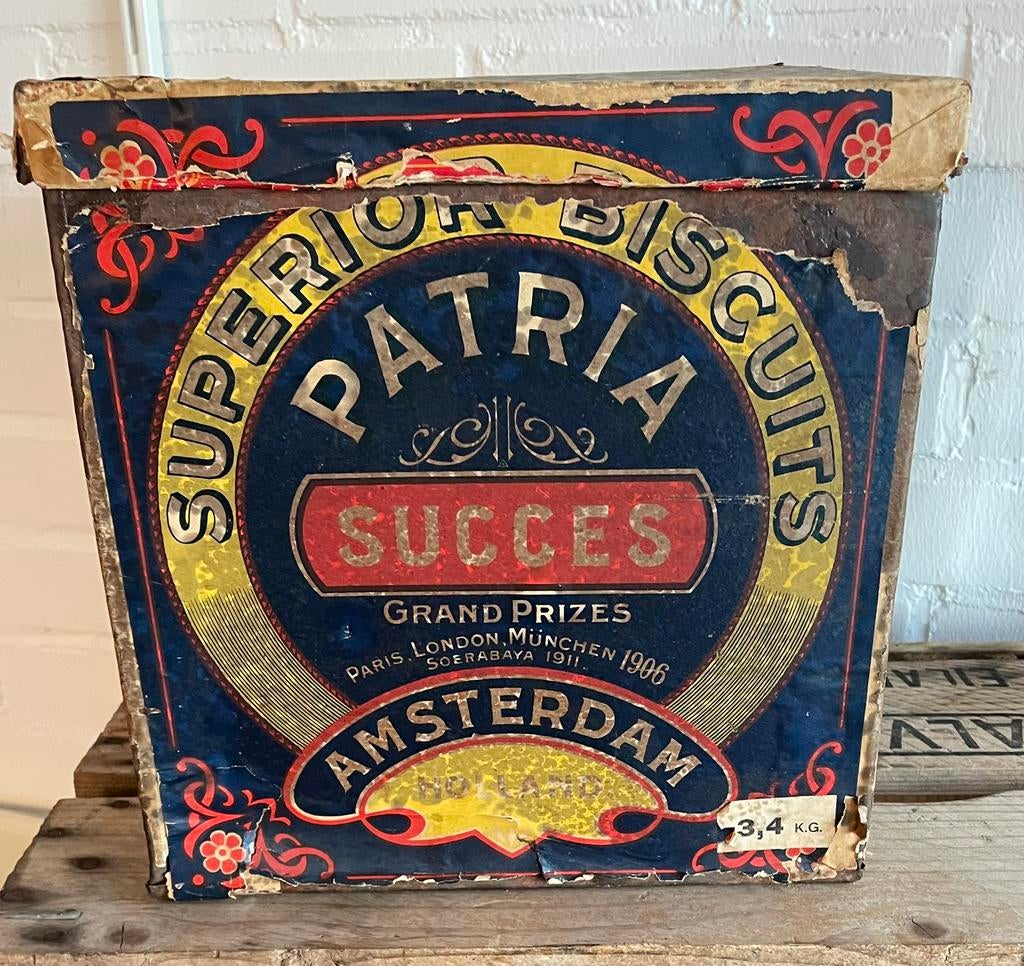 SUPERIOR BISCUITS
PATRIA
SUCCES
GRAND PRIZES
PARIS, LONDON, MÜNCHEN 1906
SOERABAYA 1911.
AMSTERDAM
HOLLAND
3,4 K.G.